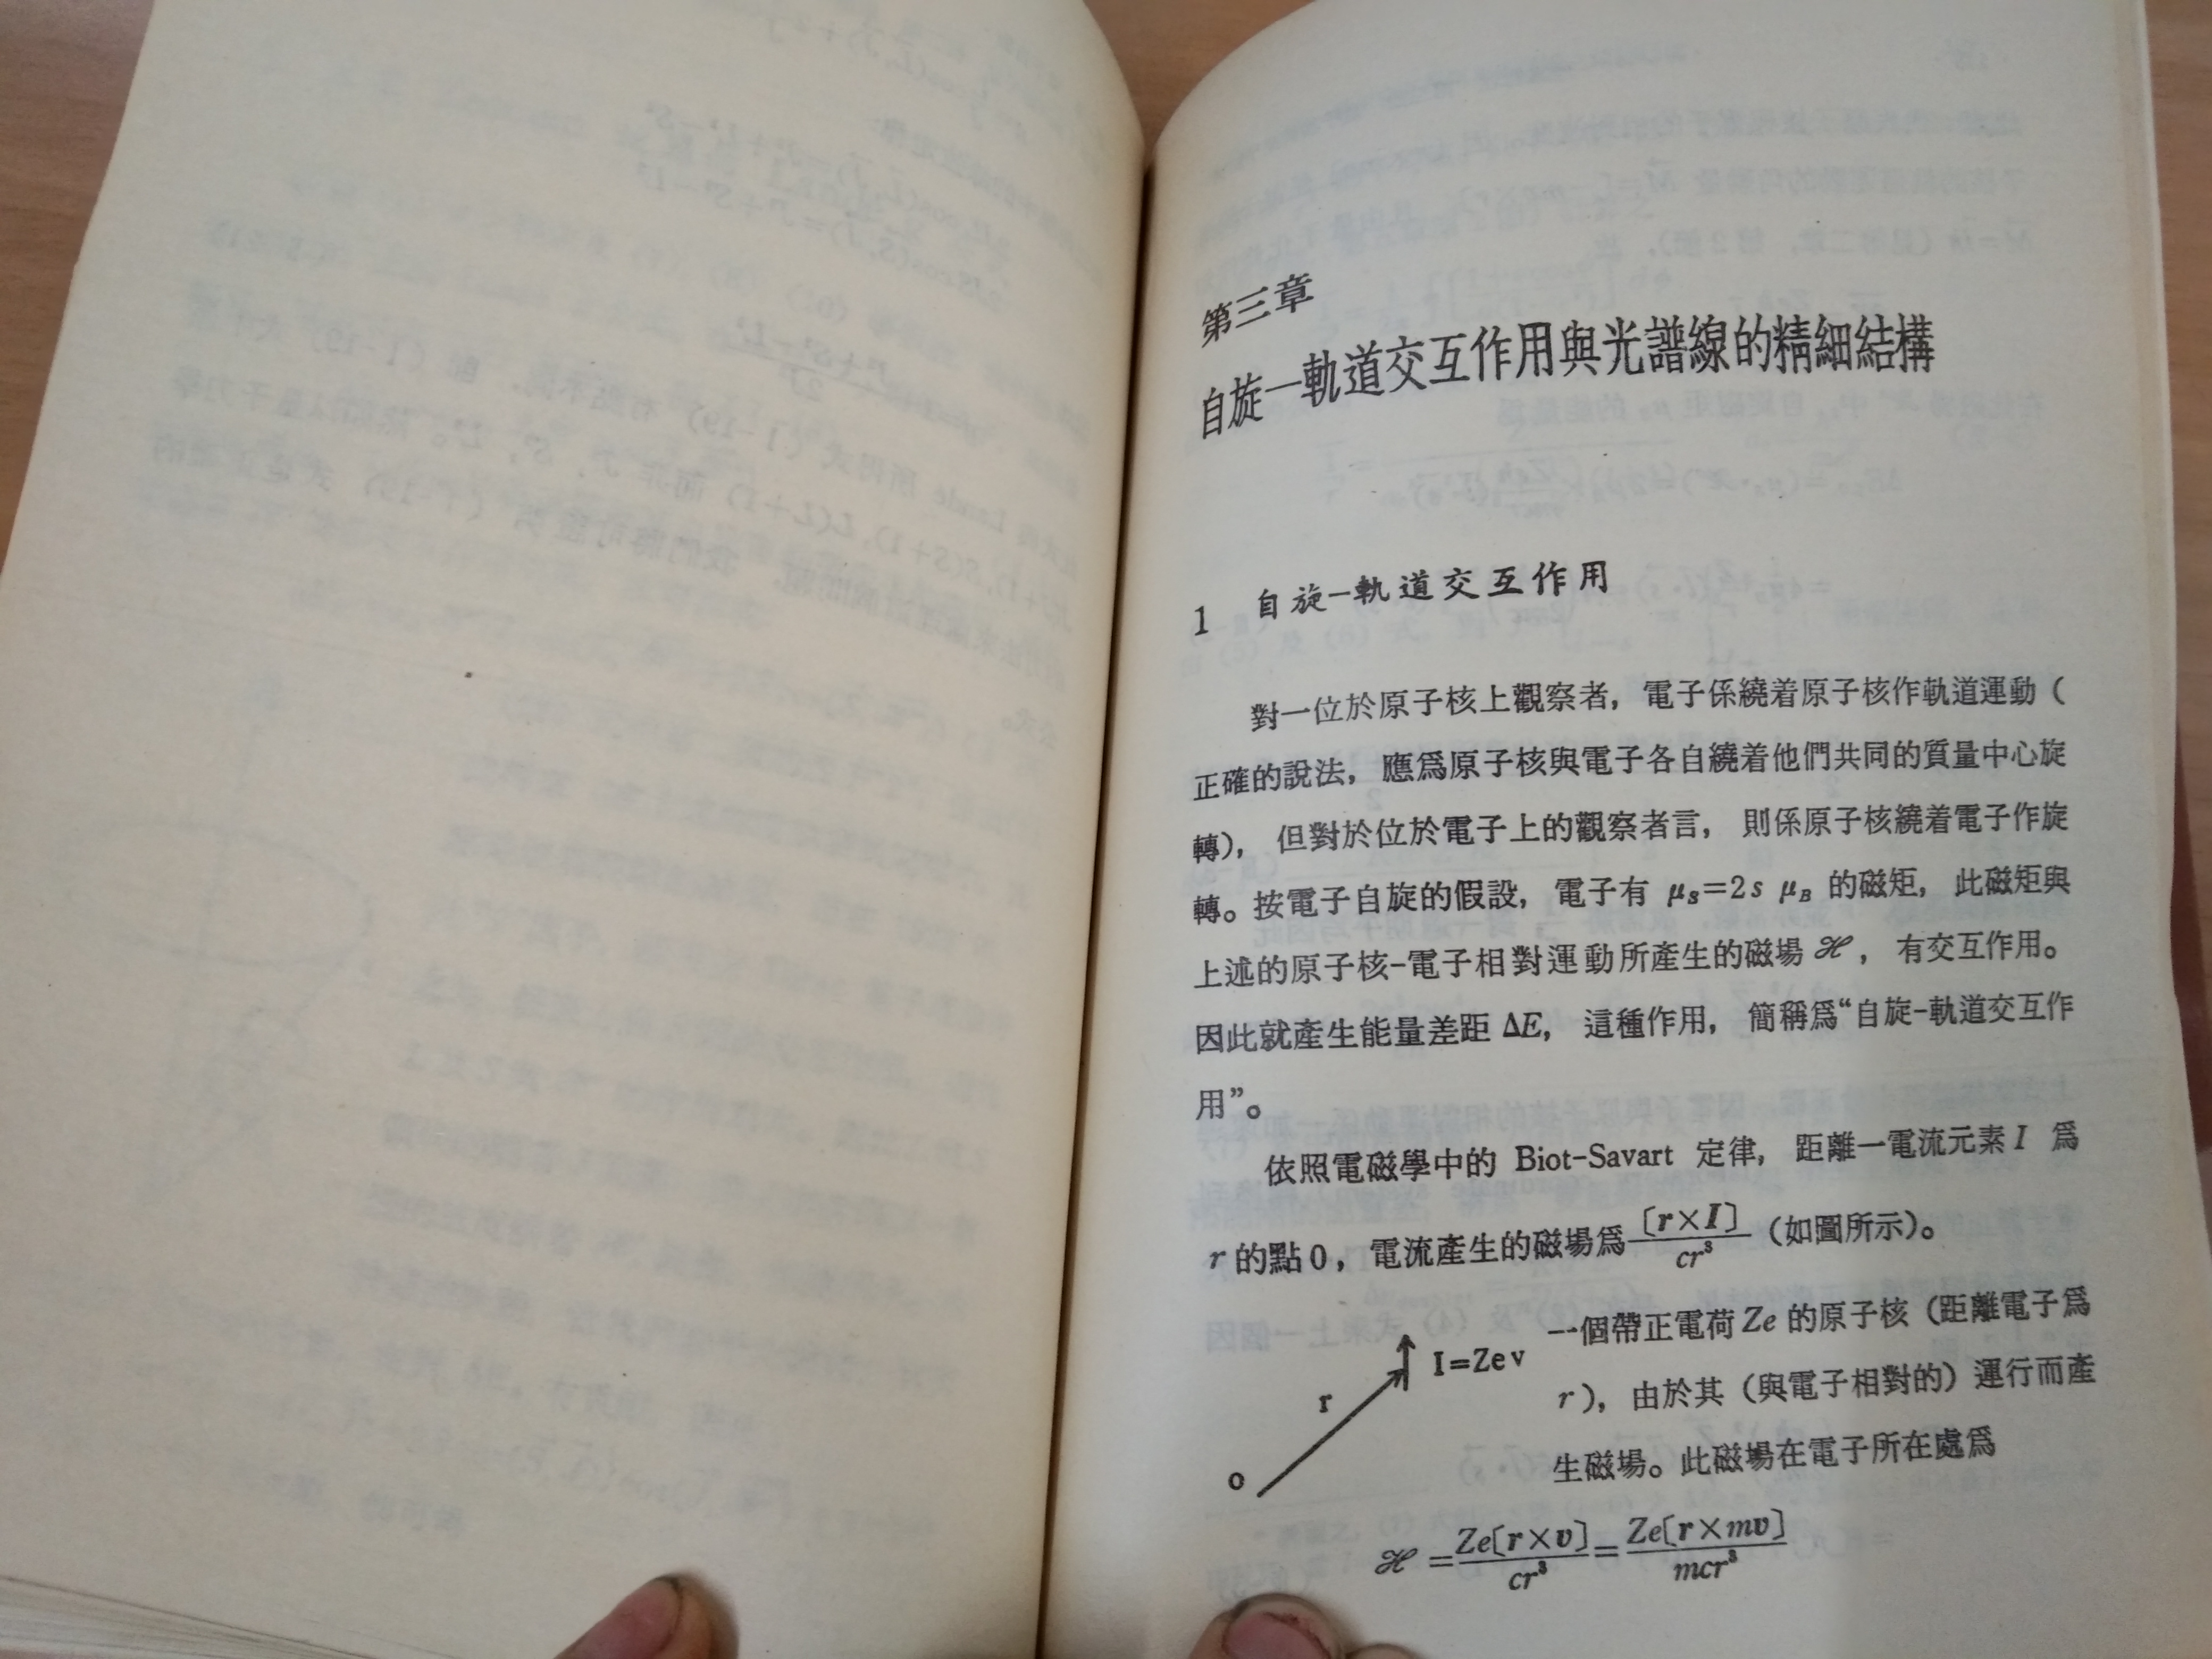 第三章
自旋—軌道交互作用與光譜線的精細結構
1 自旋-軌道交互作用
對一位於原子核上觀察者，電子係繞着原子核作軌道運動（
正確的說法，應爲原子核與電子各自繞着他們共同的質量中心旋
轉），但對於位於電子上的觀察者言，則係原子核繞着電子作旋
轉。按電子自旋的假設，電子有 μs=2s μB 的磁矩，此磁矩與
上述的原子核-電子相對運動所產生的磁場ℋ，有交互作用。
因此就產生能量差距 ΔE，這種作用，簡稱爲“自旋-軌道交互作
用”。
依照電磁學中的 Biot-Savart 定律，距離一電流元素 I 爲
r 的點 0，電流產生的磁場爲 [r×I]/cr³（如圖所示）。
一個帶正電荷 Ze 的原子核（距離電子爲
r），由於其（與電子相對的）運行而產
生磁場。此磁場在電子所在處爲
I=Zev
r
o
ℋ = Ze[r×v]/cr³ = Ze[r×mv]/mcr³